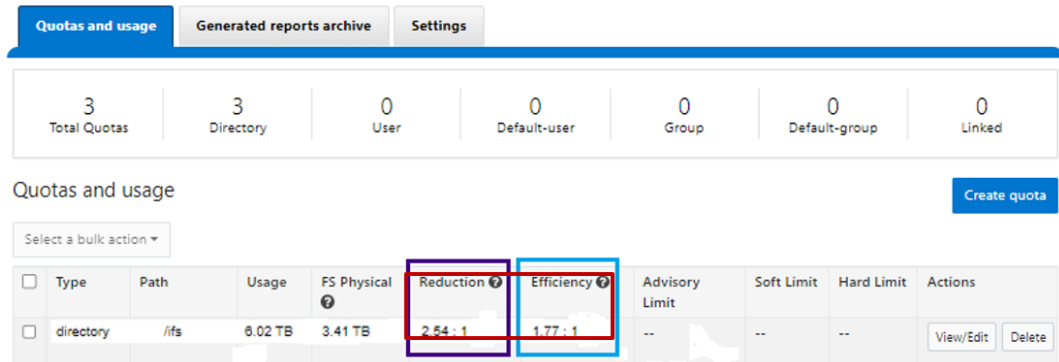 Quotas and usage Generated reports archive Settings
3 3 0 0 0 0 0
Total Quotas Directory User Default-user Group Default-group Linked
Quotas and usage
Create quota
Select a bulk action
Type Path Usage FS Physical Reduction Efficiency Advisory Limit Soft Limit Hard Limit Actions
directory /ifs 6.02 TB 3.41 TB 2.54 : 1 1.77 : 1 -- -- -- View/Edit Delete